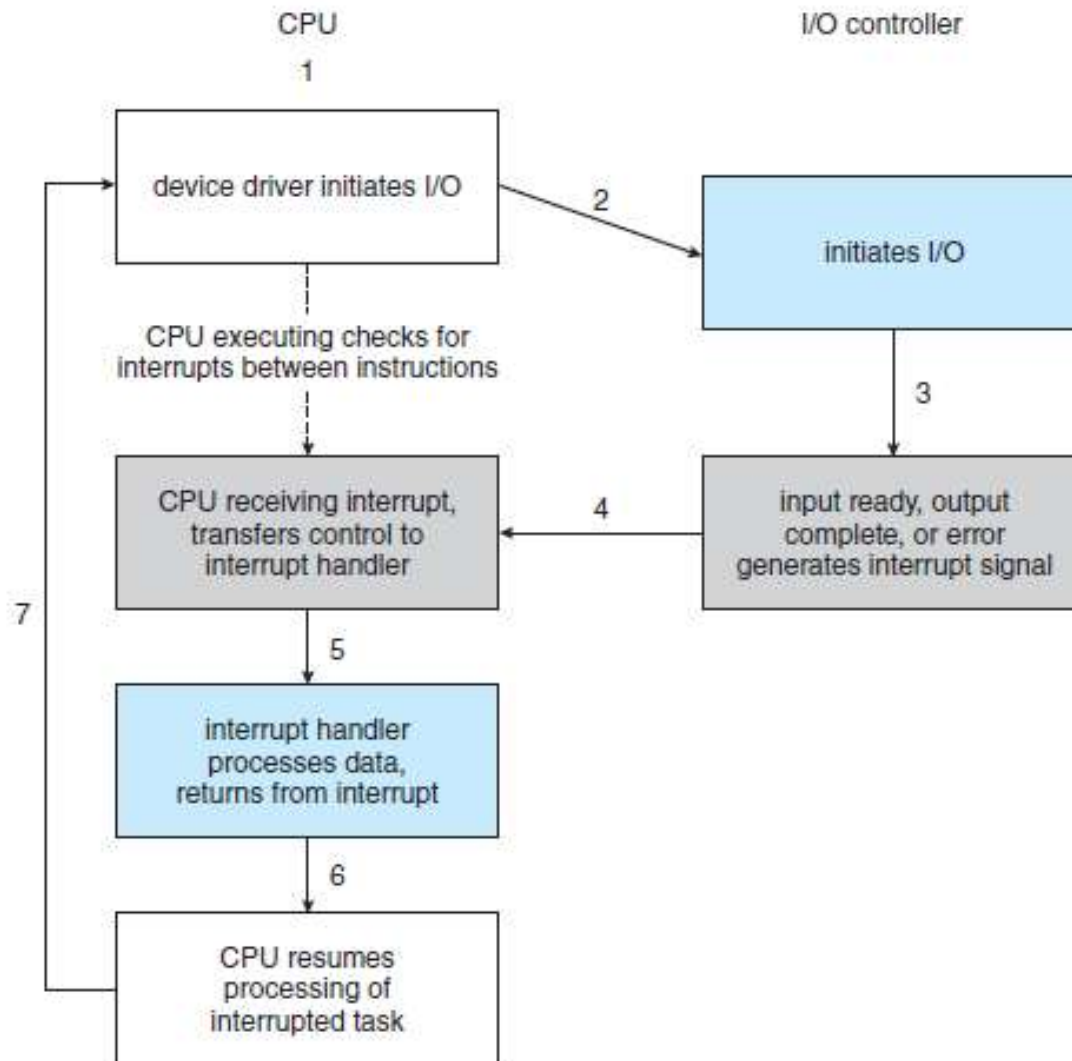 CPU
I/O controller
1
device driver initiates I/O
2
initiates I/O
CPU executing checks for
interrupts between instructions
3
CPU receiving interrupt,
transfers control to
interrupt handler
4
input ready, output
complete, or error
generates interrupt signal
7
5
interrupt handler
processes data,
returns from interrupt
6
CPU resumes
processing of
interrupted task